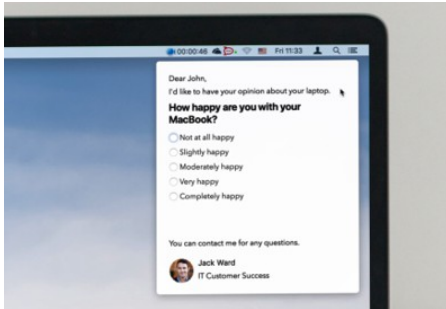 00:00:46 Fri 11:33
Dear John,
I'd like to have your opinion about your laptop.
How happy are you with your
MacBook?
Not at all happy
Slightly happy
Moderately happy
Very happy
Completely happy
You can contact me for any questions.
Jack Ward
IT Customer Success